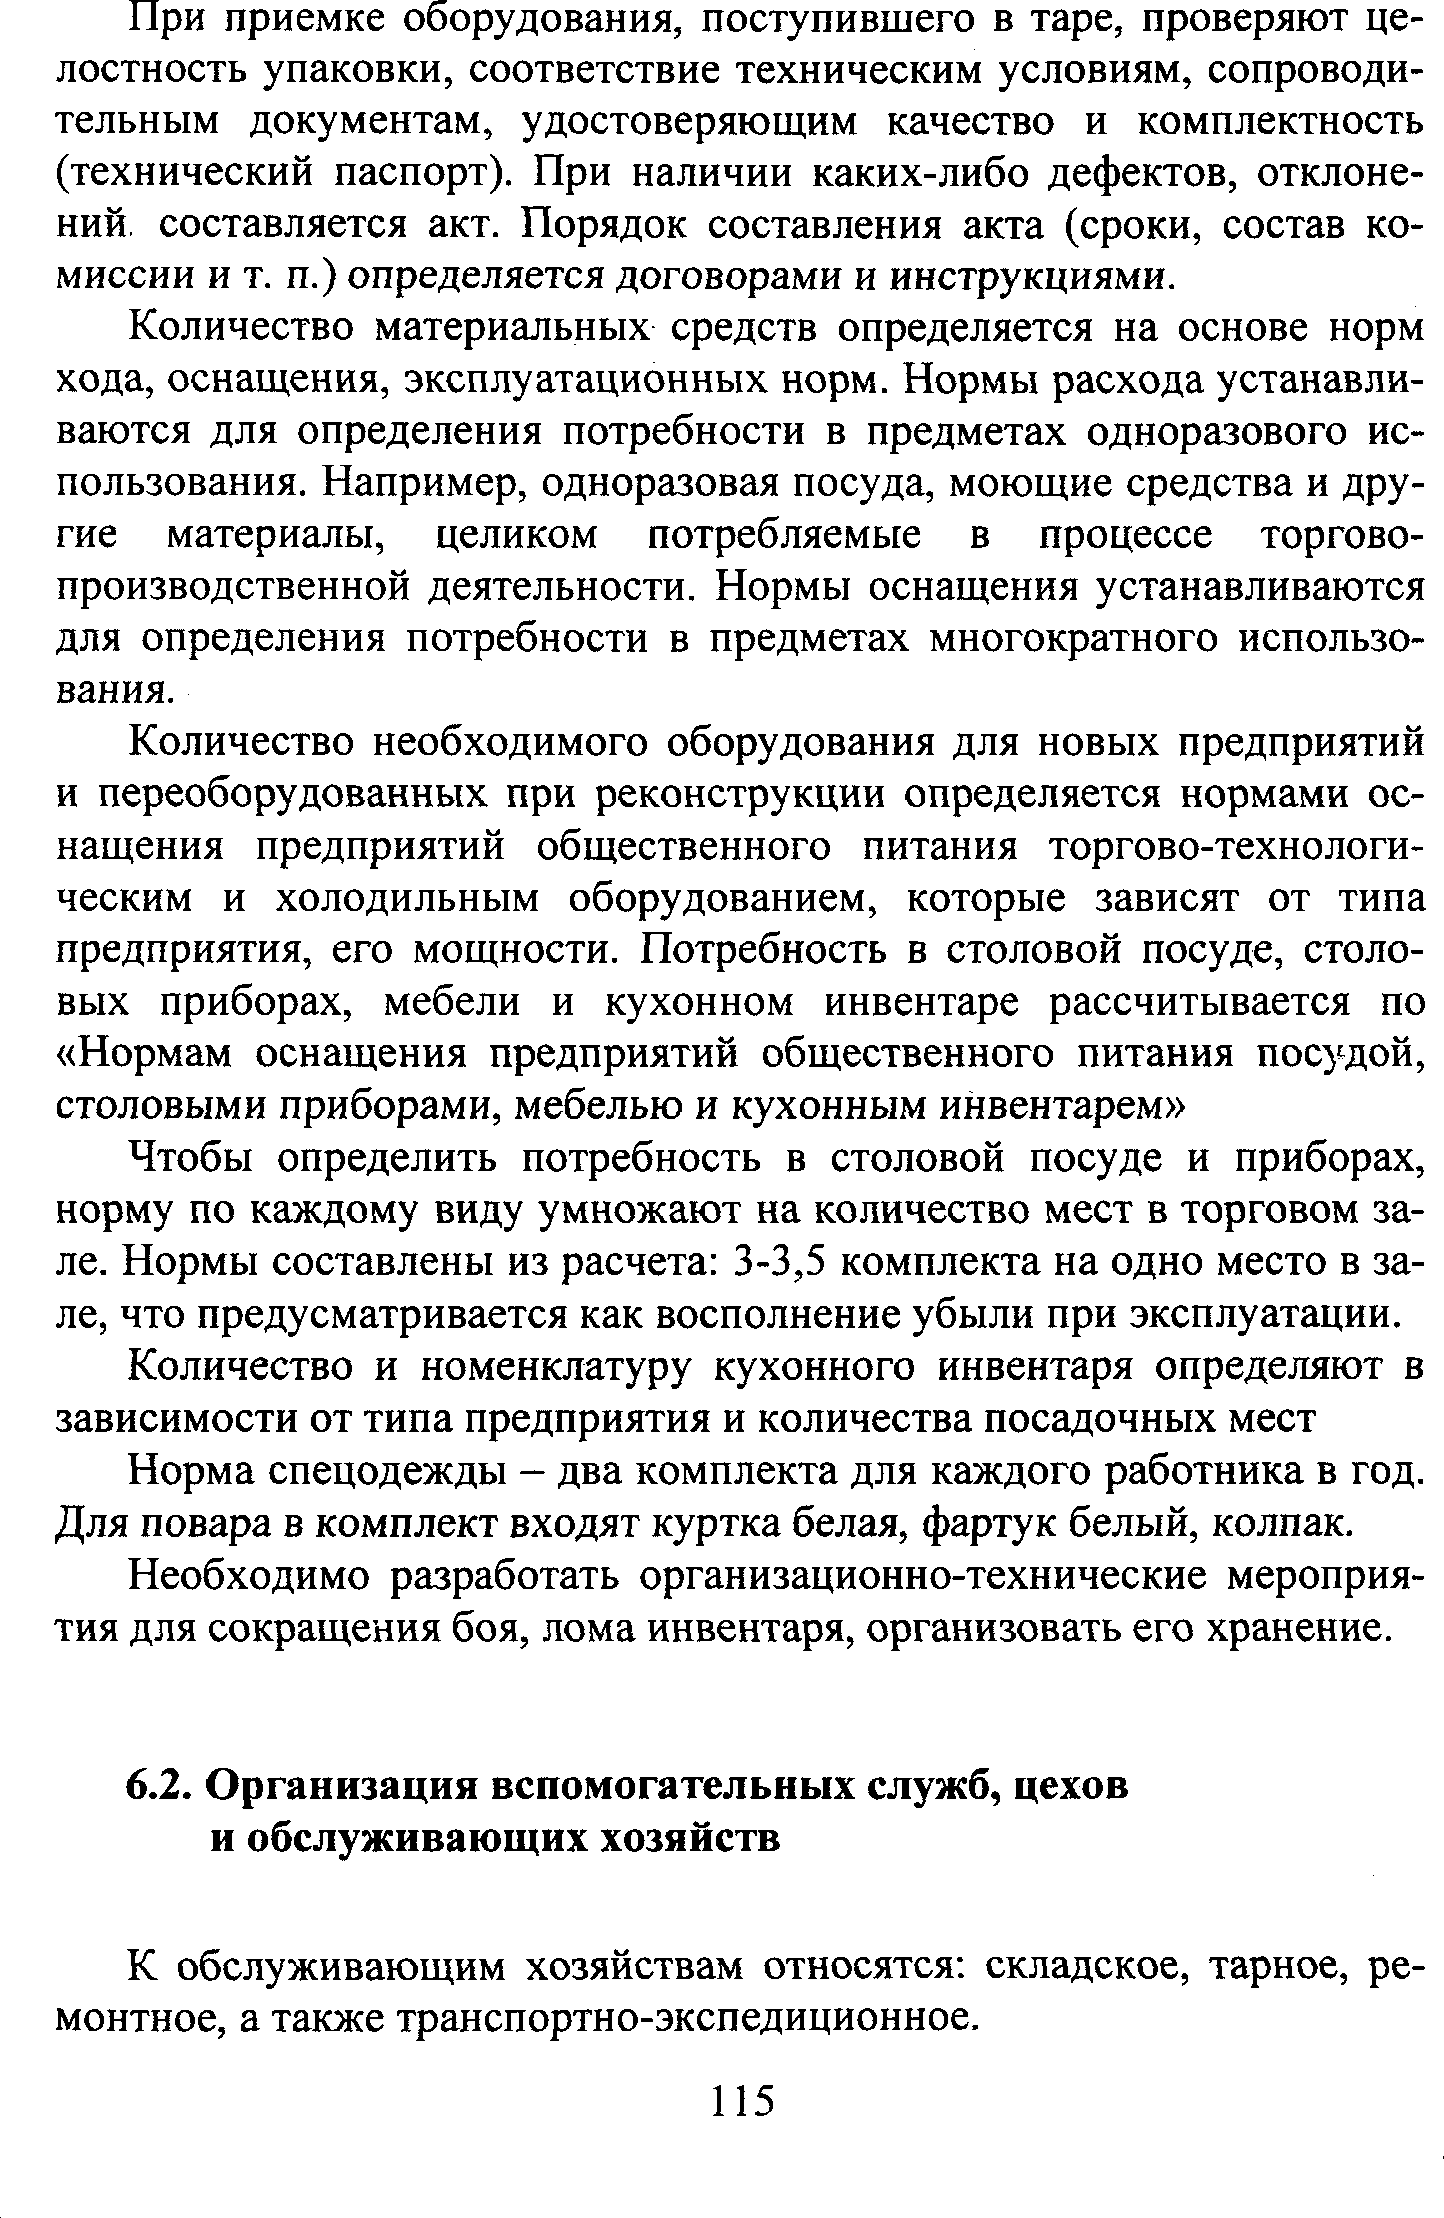 При приемке оборудования, поступившего в таре, проверяют це-
лостность упаковки, соответствие техническим условиям, сопроводи-
тельным документам, удостоверяющим качество и комплектность
(технический паспорт). При наличии каких-либо дефектов, отклоне-
ний. составляется акт. Порядок составления акта (сроки, состав ко-
миссии и т. п.) определяется договорами и инструкциями.
Количество материальных средств определяется на основе норм
хода, оснащения, эксплуатационных норм. Нормы расхода устанавли-
ваются для определения потребности в предметах одноразового ис-
пользования. Например, одноразовая посуда, моющие средства и дру-
гие материалы, целиком потребляемые в процессе торгово-
производственной деятельности. Нормы оснащения устанавливаются
для определения потребности в предметах многократного использо-
вания.
Количество необходимого оборудования для новых предприятий
и переоборудованных при реконструкции определяется нормами ос-
нащения предприятий общественного питания торгово-технологи-
ческим и холодильным оборудованием, которые зависят от типа
предприятия, его мощности. Потребность в столовой посуде, столо-
вых приборах, мебели и кухонном инвентаре рассчитывается по
«Нормам оснащения предприятий общественного питания посудой,
столовыми приборами, мебелью и кухонным инвентарем»
Чтобы определить потребность в столовой посуде и приборах,
норму по каждому виду умножают на количество мест в торговом за-
ле. Нормы составлены из расчета: 3-3,5 комплекта на одно место в за-
ле, что предусматривается как восполнение убыли при эксплуатации.
Количество и номенклатуру кухонного инвентаря определяют в
зависимости от типа предприятия и количества посадочных мест
Норма спецодежды – два комплекта для каждого работника в год.
Для повара в комплект входят куртка белая, фартук белый, колпак.
Необходимо разработать организационно-технические мероприя-
тия для сокращения боя, лома инвентаря, организовать его хранение.
6.2. Организация вспомогательных служб, цехов
и обслуживающих хозяйств
К обслуживающим хозяйствам относятся: складское, тарное, ре-
монтное, а также транспортно-экспедиционное.
115